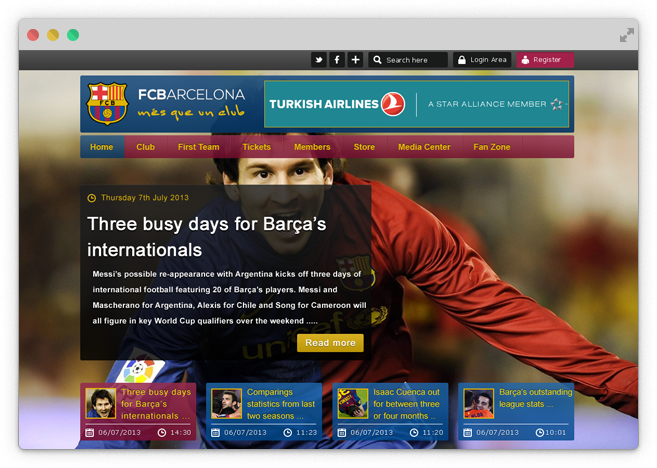 Search here
Login Area
Register
FCB
FCBARCELONA
més que un club
TURKISH AIRLINES
A STAR ALLIANCE MEMBER
Home
Club
First Team
Tickets
Members
Store
Media Center
Fan Zone
Thursday 7th July 2013
Three busy days for Barça’s
internationals
Messi's possible re-appearance with Argentina kicks off three days of
international football featuring 20 of Barça's players. Messi and
Mascherano for Argentina, Alexis for Chile and Song for Cameroon will
all figure in key World Cup qualifiers over the weekend .....
unicef
Read more
Three busy days
for Barça's
internationals ...
06/07/2013 14:30
Comparings
statistics from last
two seasons ...
06/07/2013 11:23
Isaac Cuenca out
for between three
or four months ..
06/07/2013 11:20
Barça's outstanding
league stats ...
06/07/2013 10:01